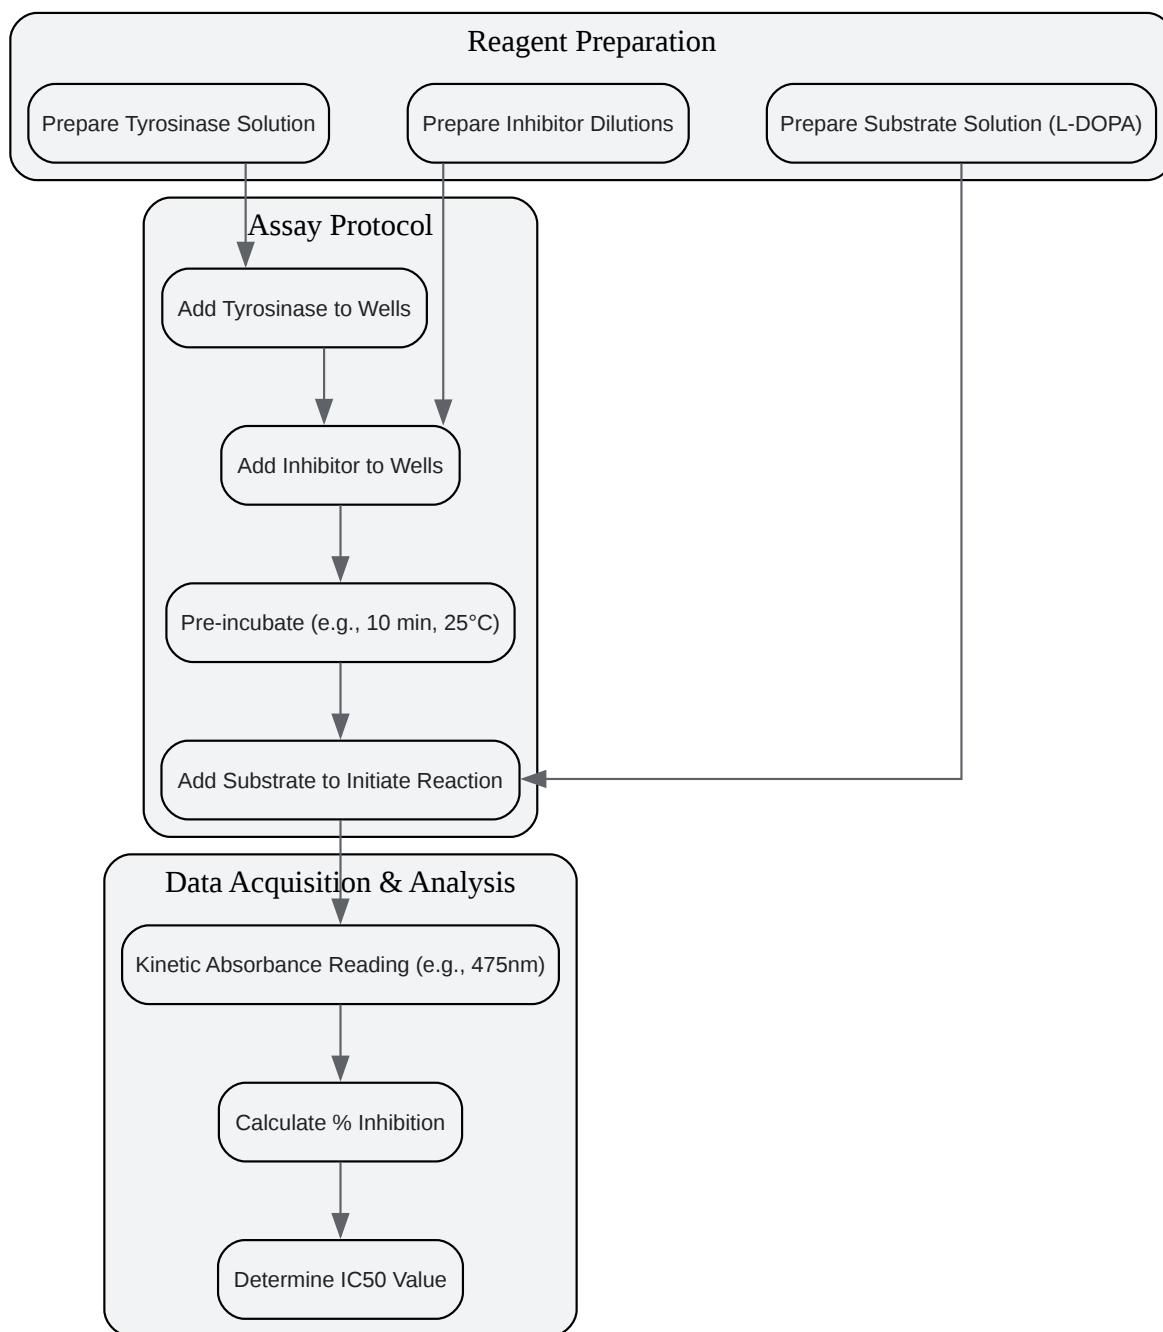 Reagent Preparation
Prepare Tyrosinase Solution
Prepare Inhibitor Dilutions
Prepare Substrate Solution (L-DOPA)
Assay Protocol
Add Tyrosinase to Wells
Add Inhibitor to Wells
Pre-incubate (e.g., 10 min, 25°C)
Add Substrate to Initiate Reaction
Data Acquisition & Analysis
Kinetic Absorbance Reading (e.g., 475nm)
Calculate % Inhibition
Determine IC50 Value